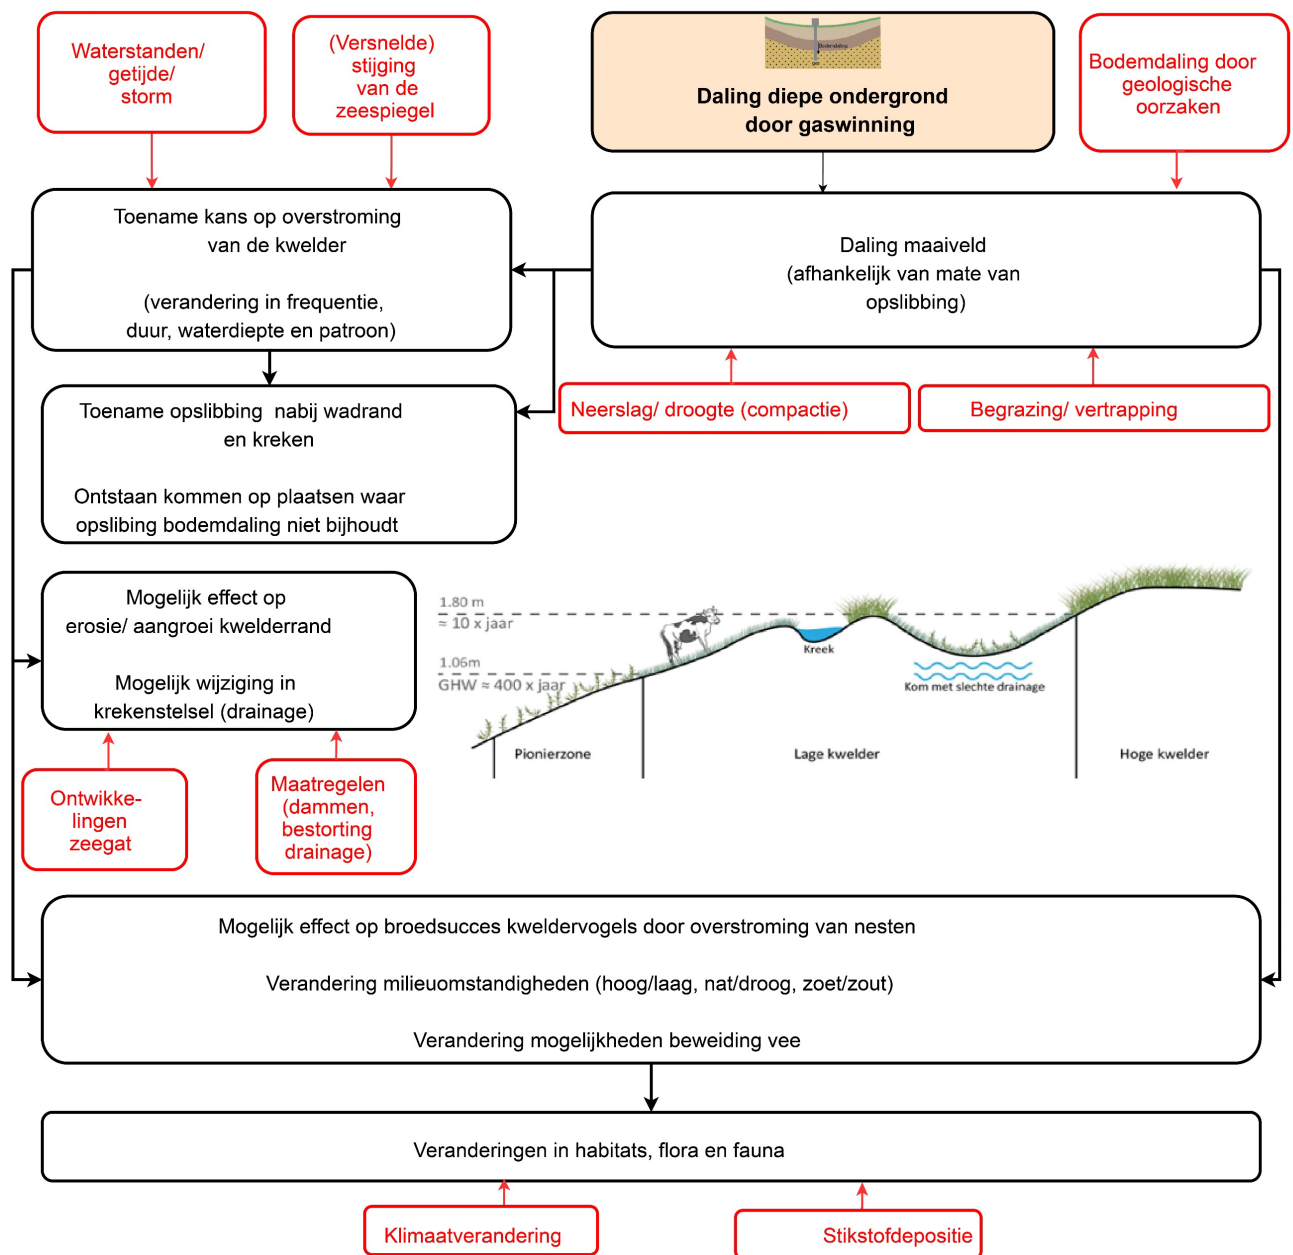 Waterstanden/
getijde/
storm
(Versnelde)
stijging
van de
zeespiegel
Bodemdaling
gas
Daling diepe ondergrond
door gaswinning
Bodemdaling door
geologische
oorzaken
Toename kans op overstroming
van de kwelder
(verandering in frequentie,
duur, waterdiepte en patroon)
Daling maaiveld
(afhankelijk van mate van
opslibbing)
Neerslag/ droogte (compactie)
Begrazing/ vertrapping
Toename opslibbing nabij wadrand
en kreken
Ontstaan kommen op plaatsen waar
opslibing bodemdaling niet bijhoudt
Mogelijk effect op
erosie/ aangroei kwelderrand
Mogelijk wijziging in
krekenstelsel (drainage)
1.80 m
≈ 10 x jaar
1.06m
GHW ≈ 400 x jaar
Kreek
Kom met slechte drainage
Pionierzone
Lage kwelder
Hoge kwelder
Ontwikke-
lingen
zeegat
Maatregelen
(dammen,
bestorting
drainage)
Mogelijk effect op broedsucces kweldervogels door overstroming van nesten
Verandering milieuomstandigheden (hoog/laag, nat/droog, zoet/zout)
Verandering mogelijkheden beweiding vee
Veranderingen in habitats, flora en fauna
Klimaatverandering
Stikstofdepositie